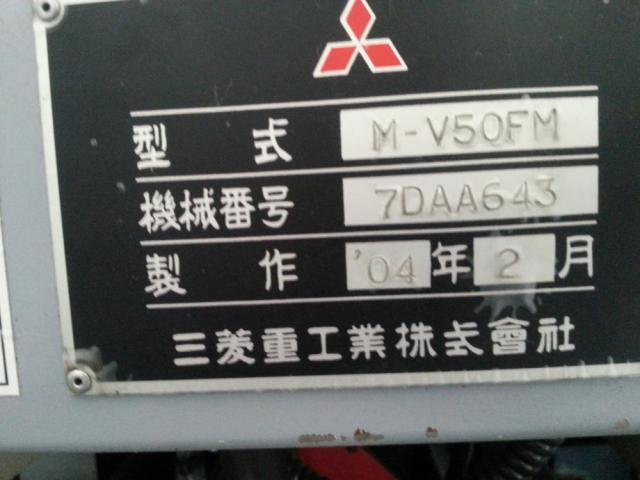 型式 M-V50FM
機械番号 7DAA643
製作 '04年2月
三菱重工業株式會社